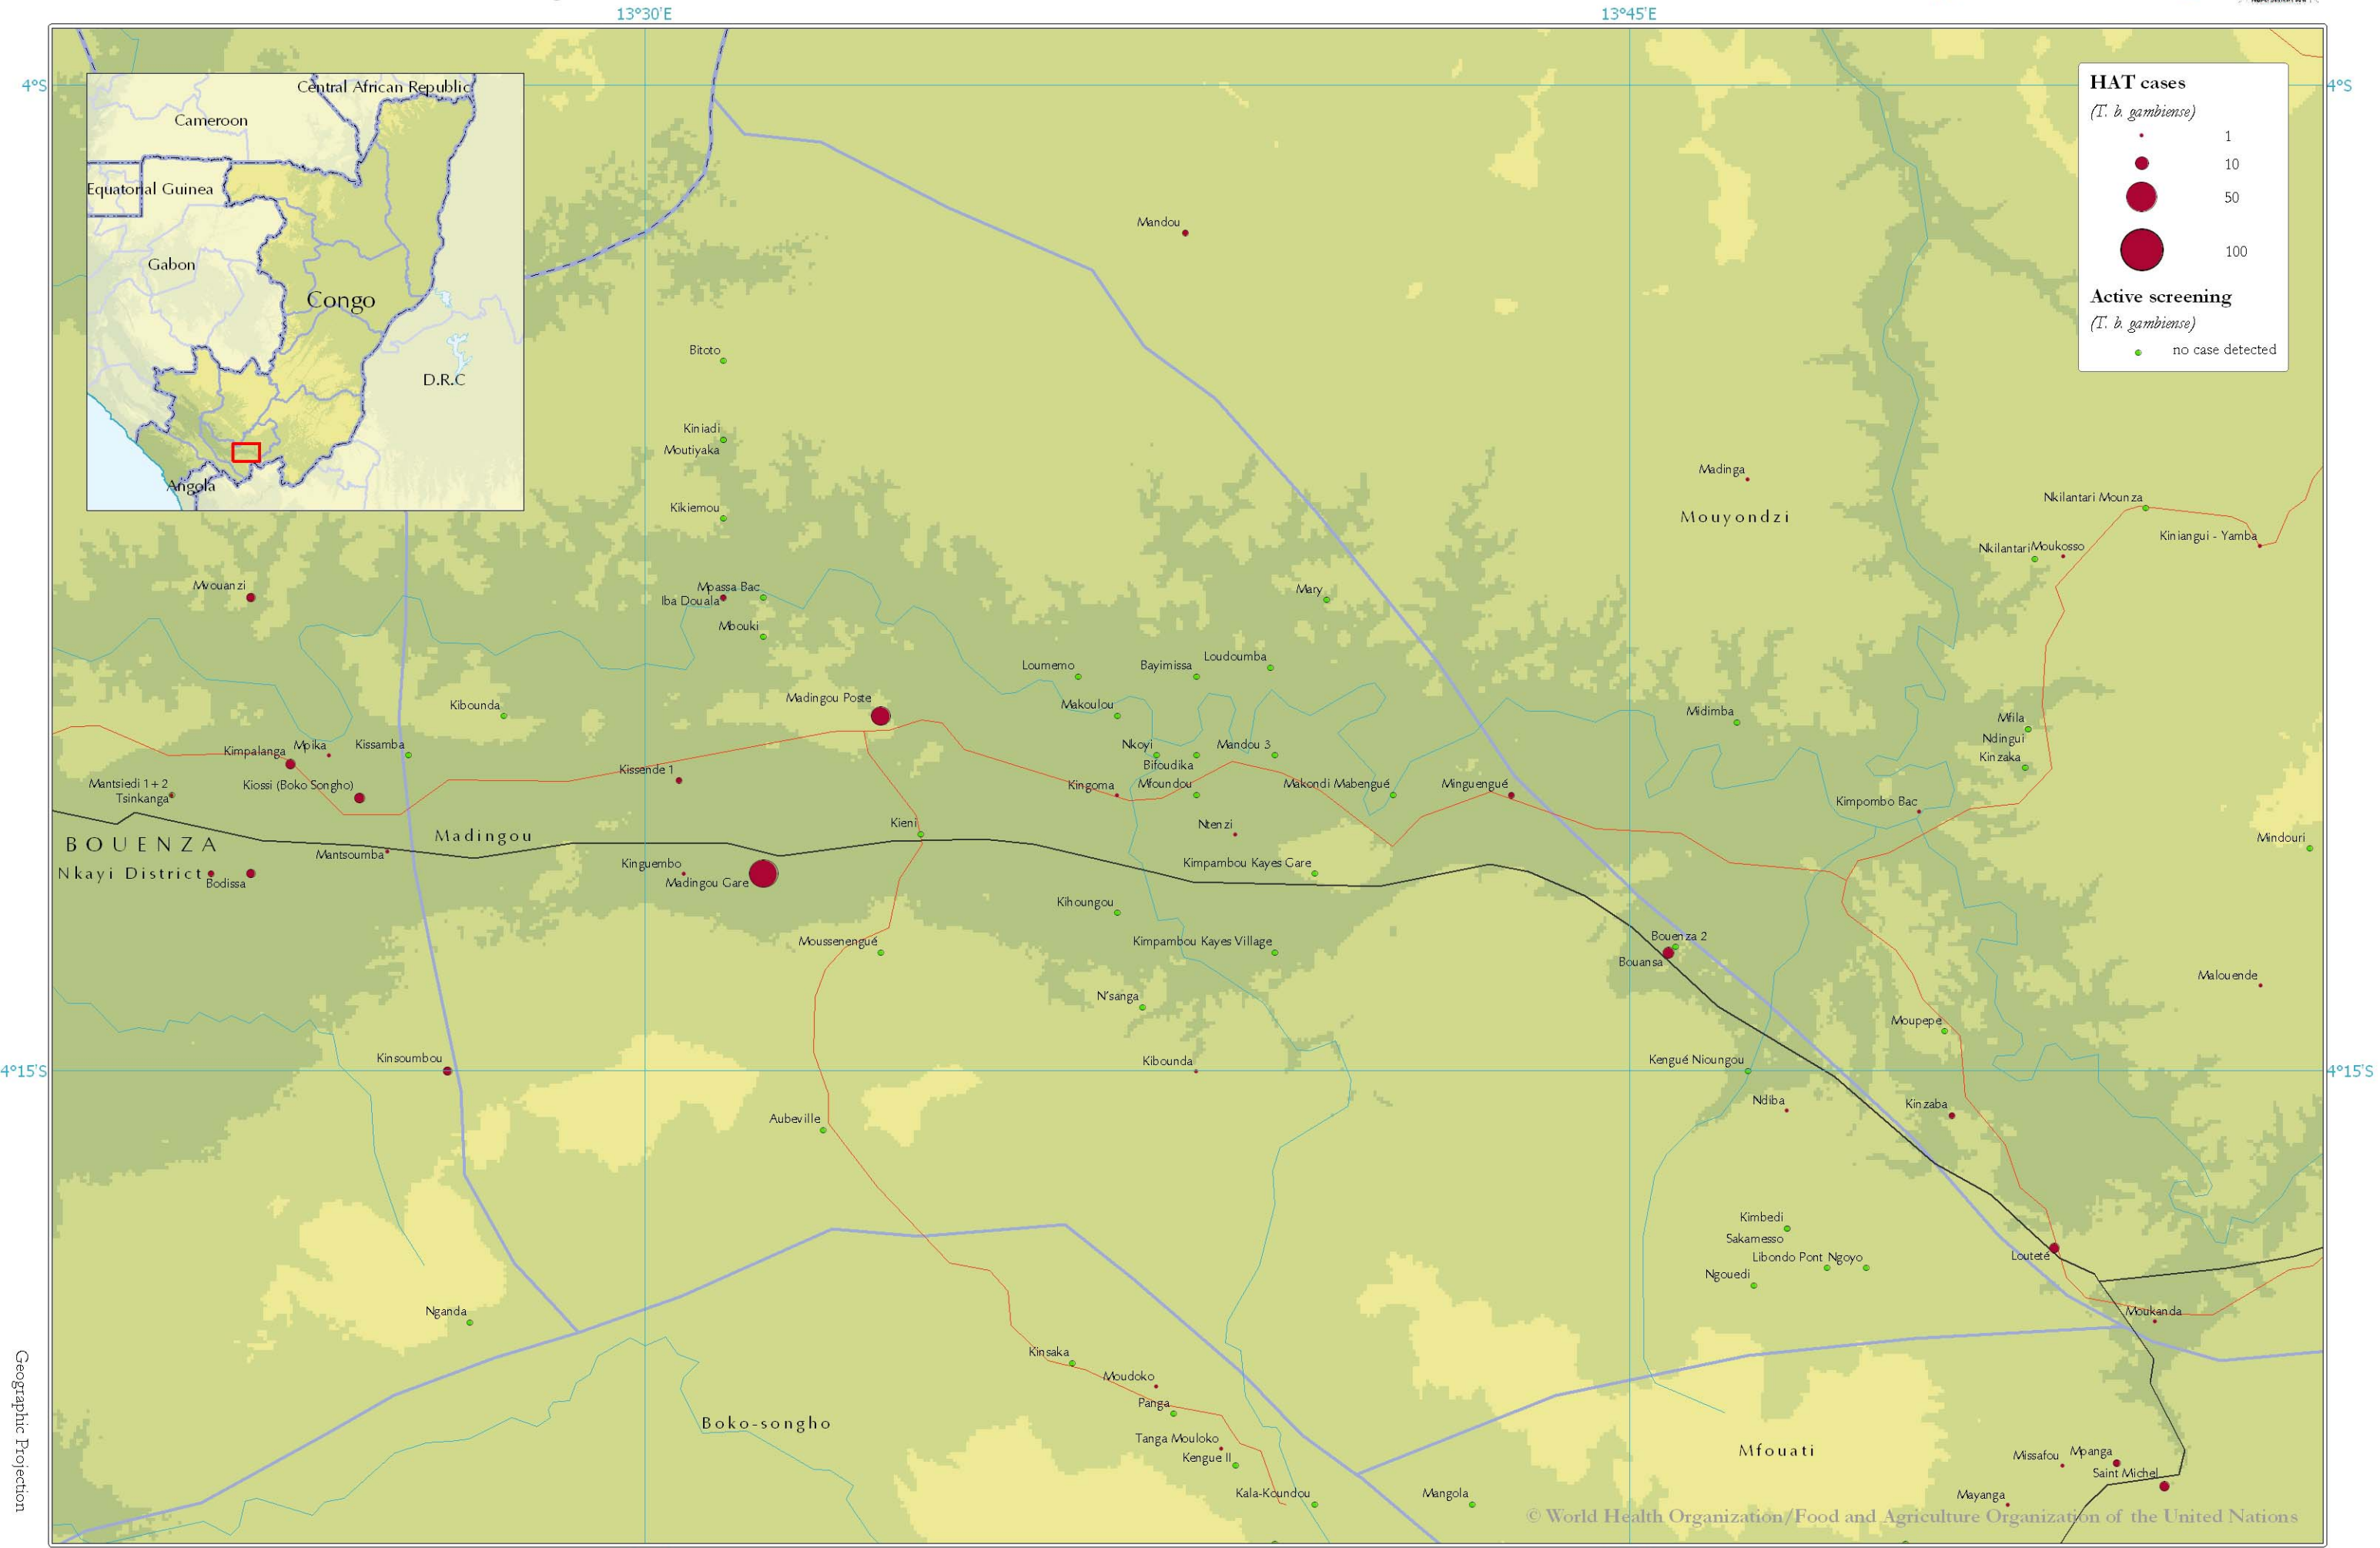 13°30'E
13°45'E
4°S
4°S
Central African Republic
Cameroon
Equatorial Guinea
Gabon
Congo
D.R.C
Angola
HAT cases
(T. b. gambiense)
1
10
50
100
Active screening
(T. b. gambiense)
no case detected
Mandou
Bitoto
Kiniadi
Moutiyaka
Kikiemou
Madinga
Mouyondzi
Nkilantari Mounza
Kiniangui - Yamba
Nkilantari
Moukosso
Mvouanzi
Mpassa Bac
Iba Douala
Mbouki
Mary
Loumemo
Bayimissa
Loudoumba
Kibounda
Madingou Poste
Makoulou
Midimba
Mfila
Ndingui
Kinzaka
Kimpalanga
Mpika
Kissamba
Nkoyi
Mandou 3
Bifoudika
Kissende 1
Mantsiedi 1+2
Tsinkanga
Kiossi (Boko Songho)
Kingoma
Mfoundou
Makondi Mabengué
Minguengué
Kimpombo Bac
Kieni
Ntenzi
Mindouri
BOUENZA
Madingou
Mantsoumba
Nkayi District
Bodissa
Kinguembo
Madingou Gare
Kimpambou Kayes Gare
Kihoungou
Moussenengué
Kimpambou Kayes Village
Bouenza 2
Bouansa
Malouende
N'sanga
Moupepe
Kinsoumbou
Kibounda
Kengué Nioungou
4°15'S
4°15'S
Ndiba
Kinzaba
Aubeville
Kimbedi
Sakamesso
Libondo Pont
Ngoyo
Ngouedi
Louteté
Nganda
Moukanda
Kinsaka
Moudoko
Panga
Boko-songho
Tanga Mouloko
Kengue II
Mfouati
Missafou
Mpanga
Saint Michel
Kala-Koundou
Mangola
Mayanga
Geographic Projection
© World Health Organization/Food and Agriculture Organization of the United Nations